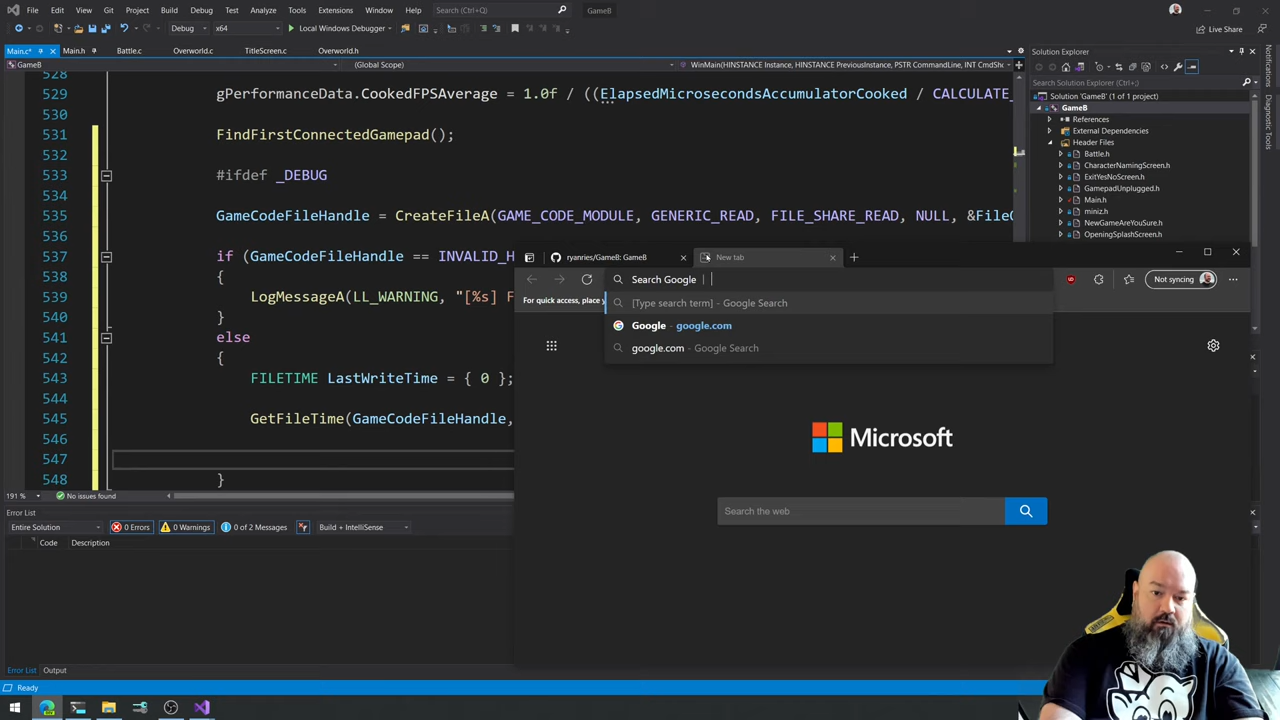 File Edit View Git Project Build Debug Test Analyze Tools Extensions Window Help Search (Ctrl+Q) GameB
Debug x64 Local Windows Debugger Live Share
Main.c* Main.h Battle.c Overworld.c TitleScreen.c Overworld.h
GameB (Global Scope) WinMain(HINSTANCE Instance, HINSTANCE PreviousInstance, PSTR CommandLine, INT CmdSho
528
529 gPerformanceData.CookedFPSAverage = 1.0f / ((ElapsedMicrosecondsAccumulatorCooked / CALCULATE_
530
531 FindFirstConnectedGamepad();
532
533 #ifdef _DEBUG
534
535 GameCodeFileHandle = CreateFileA(GAME_CODE_MODULE, GENERIC_READ, FILE_SHARE_READ, NULL, &FileO
536
537 if (GameCodeFileHandle == INVALID_H
538 {
539 LogMessageA(LL_WARNING, "[%s] F
540 }
541 else
542 {
543 FILETIME LastWriteTime = { 0 };
544
545 GetFileTime(GameCodeFileHandle,
546
547
548 }
191 % No issues found
Error List
Entire Solution 0 Errors 0 Warnings 0 of 2 Messages Build + IntelliSense
Code Description
Error List Output
Ready
Solution Explorer
Search Solution Explorer (Ctrl+;)
Solution 'GameB' (1 of 1 project)
GameB
References
External Dependencies
Header Files
Battle.h
CharacterNamingScreen.h
ExitYesNoScreen.h
GamepadUnplugged.h
Main.h
miniz.h
NewGameAreYouSure.h
OpeningSplashScreen.h
Notifications
Diagnostic Tools
ryanries/GameB: GameB New tab
Search Google Not syncing
For quick access, place y
[Type search term] - Google Search
Google - google.com
google.com - Google Search
Microsoft
Search the web